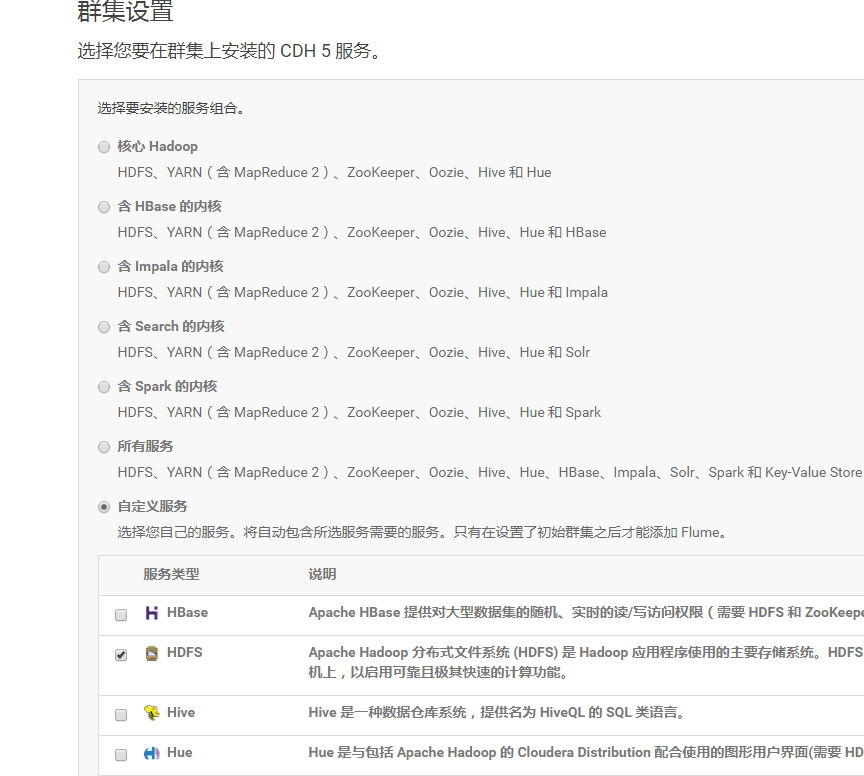 群集设置
选择您要在群集上安装的 CDH 5 服务。
选择要安装的服务组合。
核心 Hadoop
HDFS、YARN（含 MapReduce 2）、ZooKeeper、Oozie、Hive 和 Hue
含 HBase 的内核
HDFS、YARN（含 MapReduce 2）、ZooKeeper、Oozie、Hive、Hue 和 HBase
含 Impala 的内核
HDFS、YARN（含 MapReduce 2）、ZooKeeper、Oozie、Hive、Hue 和 Impala
含 Search 的内核
HDFS、YARN（含 MapReduce 2）、ZooKeeper、Oozie、Hive、Hue 和 Solr
含 Spark 的内核
HDFS、YARN（含 MapReduce 2）、ZooKeeper、Oozie、Hive、Hue 和 Spark
所有服务
HDFS、YARN（含 MapReduce 2）、ZooKeeper、Oozie、Hive、Hue、HBase、Impala、Solr、Spark 和 Key-Value Store
自定义服务
选择您自己的服务。将自动包含所选服务需要的服务。只有在设置了初始群集之后才能添加 Flume。
服务类型 说明
HBase Apache HBase 提供对大型数据集的随机、实时的读/写访问权限（需要 HDFS 和 ZooKeepe
HDFS Apache Hadoop 分布式文件系统 (HDFS) 是 Hadoop 应用程序使用的主要存储系统。HDFS
机上，以启用可靠且极其快速的计算功能。
Hive Hive 是一种数据仓库系统，提供名为 HiveQL 的 SQL 类语言。
Hue Hue 是与包括 Apache Hadoop 的 Cloudera Distribution 配合使用的图形用户界面(需要 HD